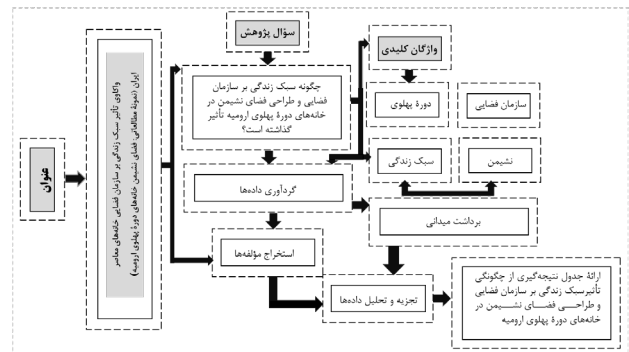 عنوان
واکاوی تأثیر سبک زندگی بر سازمان فضایی خانه‌های معاصر
ایران (نمونهٔ مطالعاتی: فضای نشیمن خانه‌های دورهٔ پهلوی ارومیه)
سؤال پژوهش
چگونه سبک زندگی بر سازمان
فضایی و طراحی فضای نشیمن در
خانه‌های دورهٔ پهلوی ارومیه تأثیر
گذاشته است؟
واژگان کلیدی
دورهٔ پهلوی
سازمان فضایی
سبک زندگی
نشیمن
گردآوری داده‌ها
برداشت میدانی
استخراج مؤلفه‌ها
تجزیه و تحلیل داده‌ها
ارائهٔ جدول نتیجه‌گیری از چگونگی
تأثیرسبک زندگی بر سازمان فضایی
و طراحی فضای نشیمن در
خانه‌های دورهٔ پهلوی ارومیه